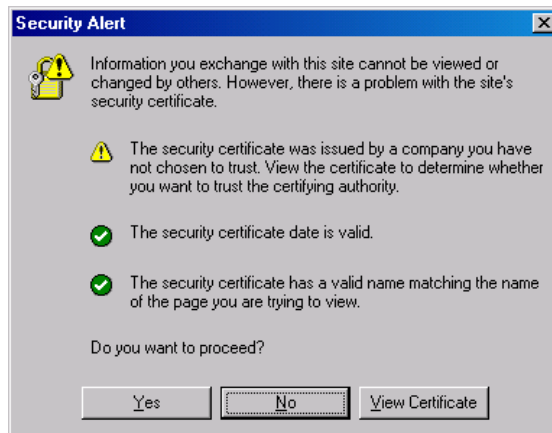 Security Alert
Information you exchange with this site cannot be viewed or
changed by others. However, there is a problem with the site's
security certificate.
The security certificate was issued by a company you have
not chosen to trust. View the certificate to determine whether
you want to trust the certifying authority.
The security certificate date is valid.
The security certificate has a valid name matching the name
of the page you are trying to view.
Do you want to proceed?
Yes No View Certificate